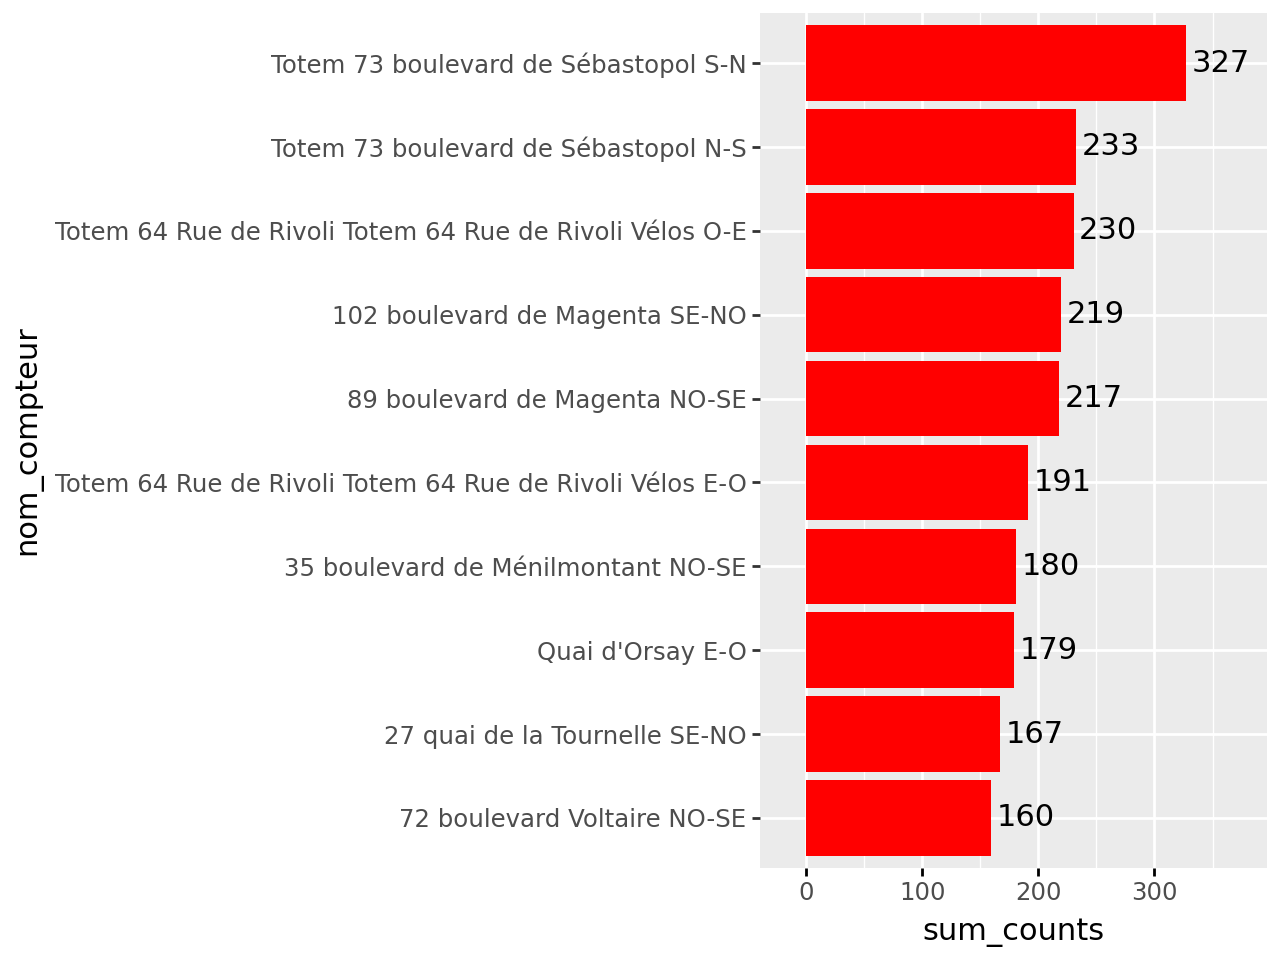 Totem 73 boulevard de Sébastopol S-N
327
Totem 73 boulevard de Sébastopol N-S
233
Totem 64 Rue de Rivoli Totem 64 Rue de Rivoli Vélos O-E
230
102 boulevard de Magenta SE-NO
219
89 boulevard de Magenta NO-SE
217
Totem 64 Rue de Rivoli Totem 64 Rue de Rivoli Vélos E-O
191
35 boulevard de Ménilmontant NO-SE
180
Quai d'Orsay E-O
179
27 quai de la Tournelle SE-NO
167
72 boulevard Voltaire NO-SE
160
nom_compteur
0 100 200 300
sum_counts